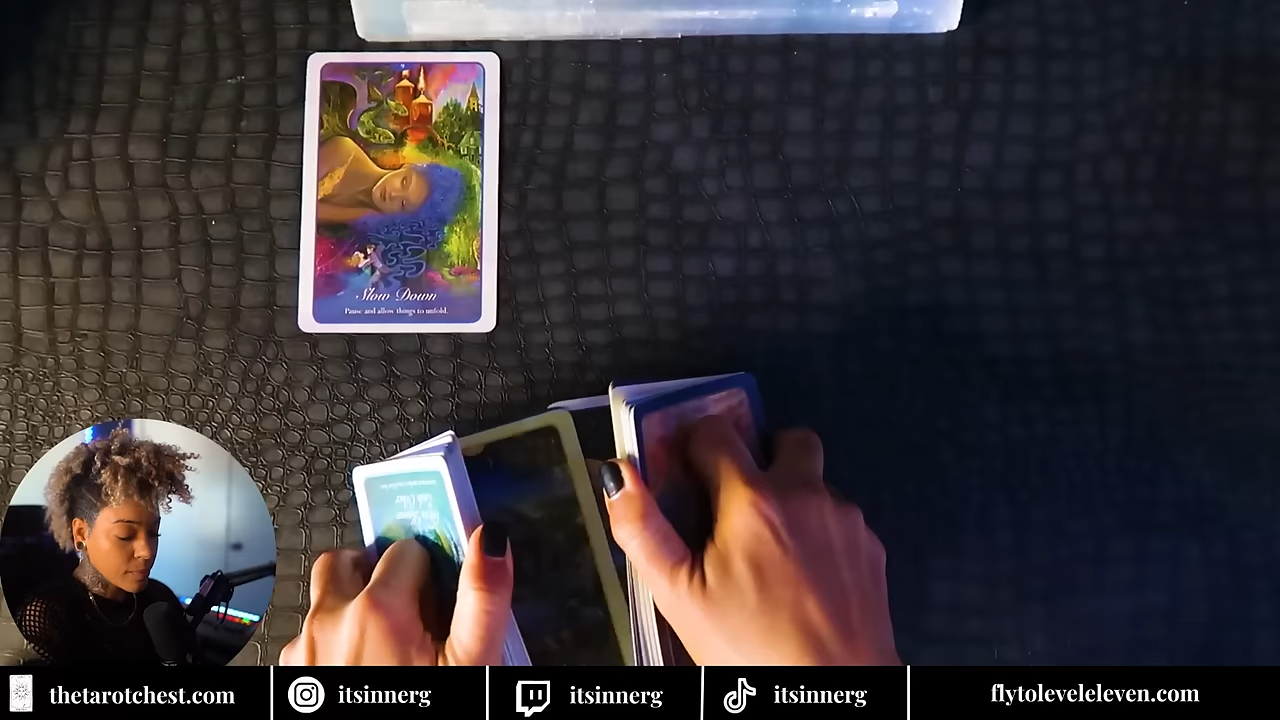 Slow Down
Pause and allow things to unfold.
thetarotchest.com
itsinnerg
itsinnerg
itsinnerg
flytoleveleleven.com